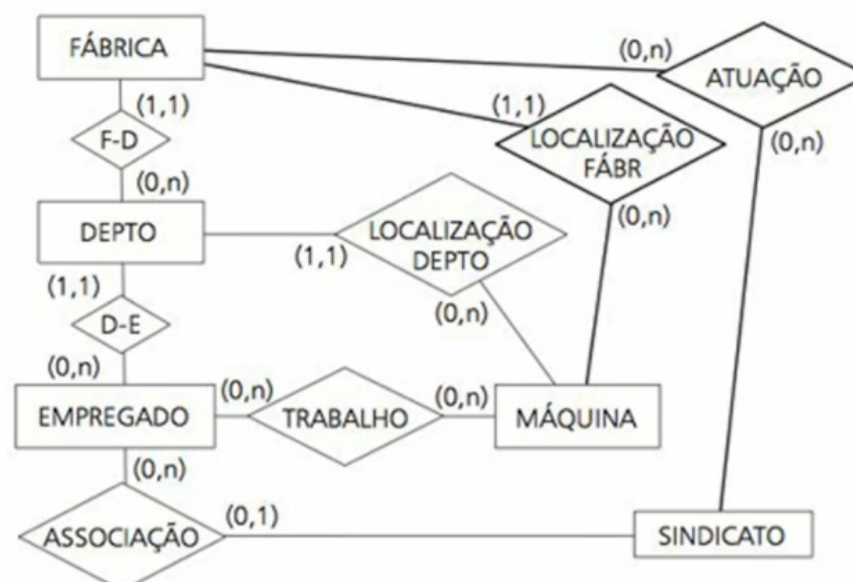 FÁBRICA
(0,n)
ATUAÇÃO
(1,1)
(1,1)
F-D
LOCALIZAÇÃO
FÁBR
(0,n)
(0,n)
(0,n)
DEPTO
LOCALIZAÇÃO
DEPTO
(1,1)
(1,1)
(0,n)
D-E
(0,n)
(0,n)
(0,n)
EMPREGADO
TRABALHO
MÁQUINA
(0,n)
(0,1)
ASSOCIAÇÃO
SINDICATO